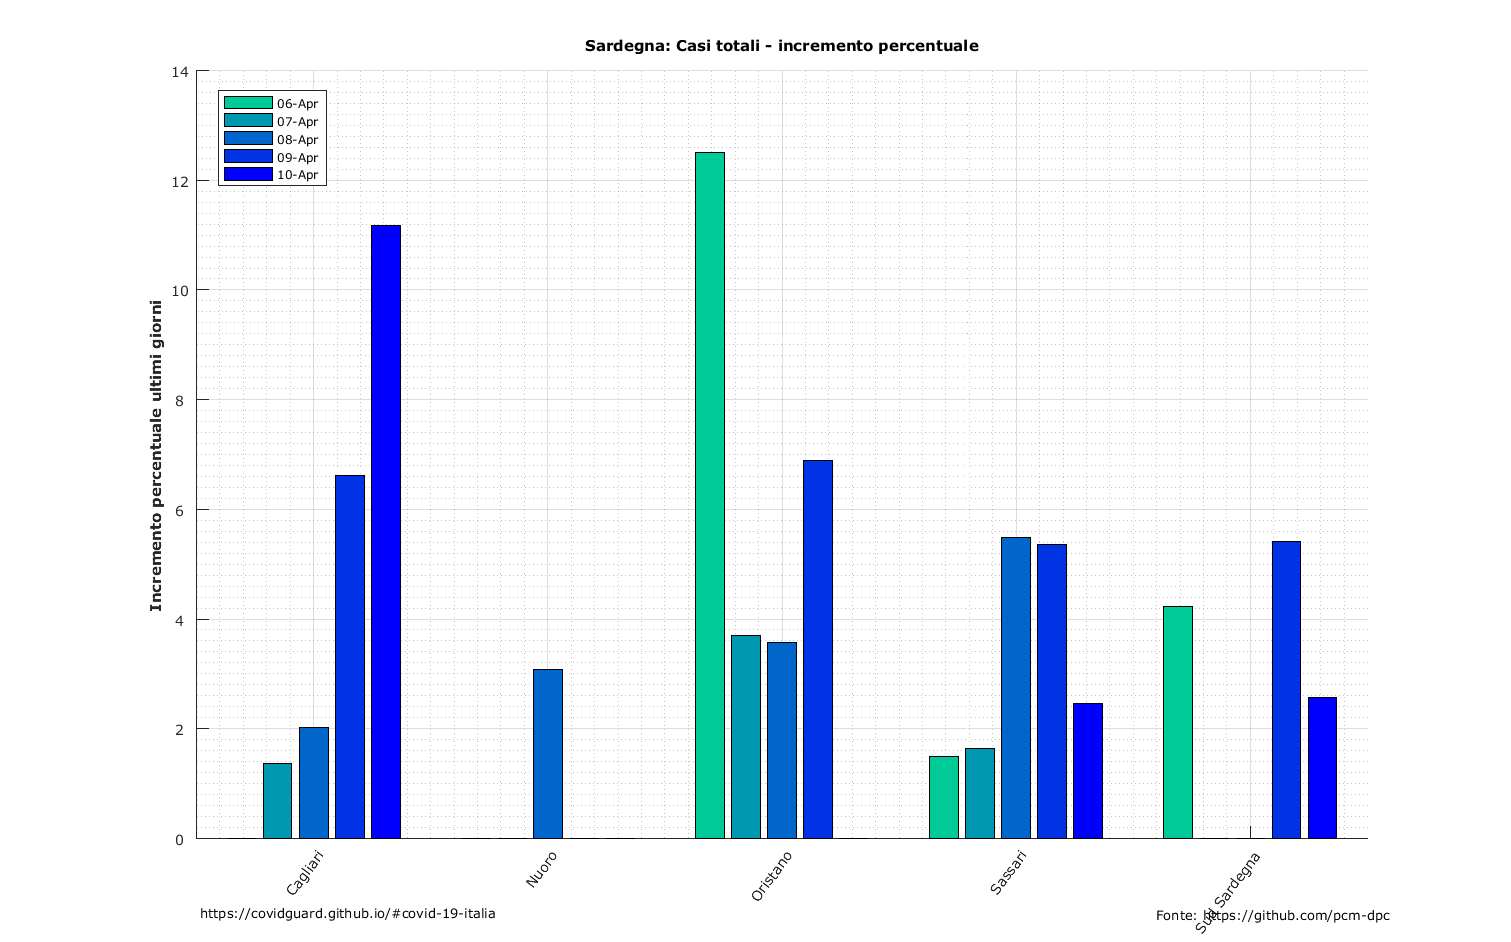 Sardegna: Casi totali - incremento percentuale
Incremento percentuale ultimi giorni
14
12
10
8
6
4
2
0
06-Apr
07-Apr
08-Apr
09-Apr
10-Apr
Cagliari
Nuoro
Oristano
Sassari
Sud Sardegna
https://covidguard.github.io/#covid-19-italia
Fonte: https://github.com/pcm-dpc